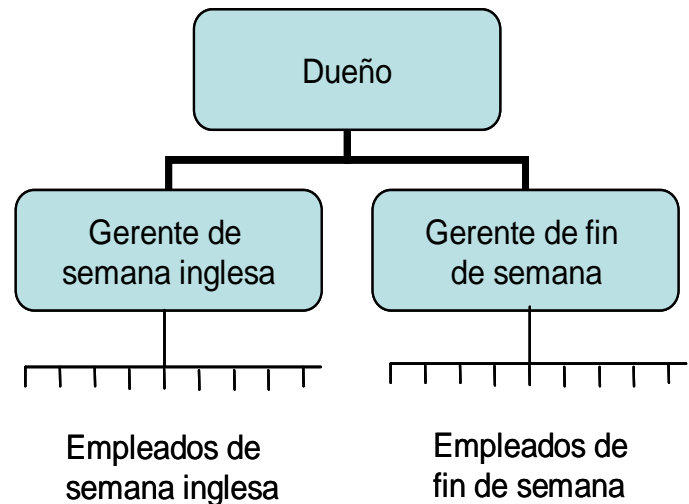 Dueño
Gerente de
semana inglesa
Gerente de fin
de semana
Empleados de
semana inglesa
Empleados de
fin de semana